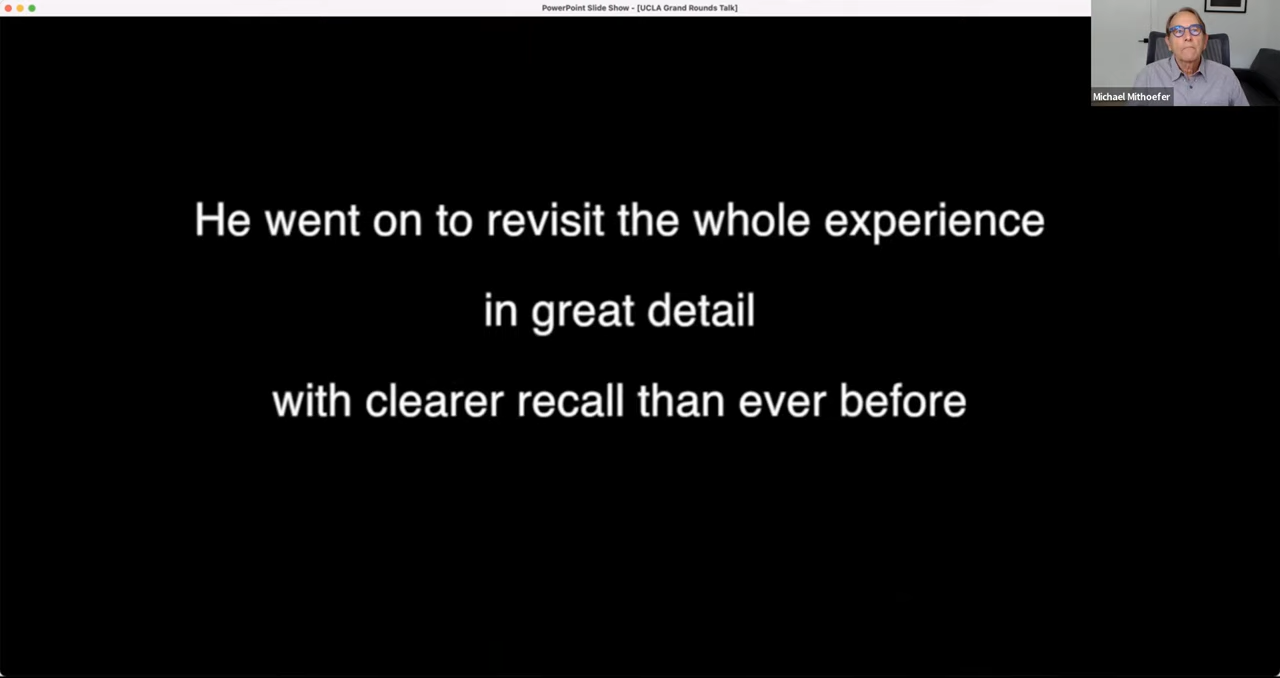 PowerPoint Slide Show - [UCLA Grand Rounds Talk]
Michael Mithoefer
He went on to revisit the whole experience
in great detail
with clearer recall than ever before